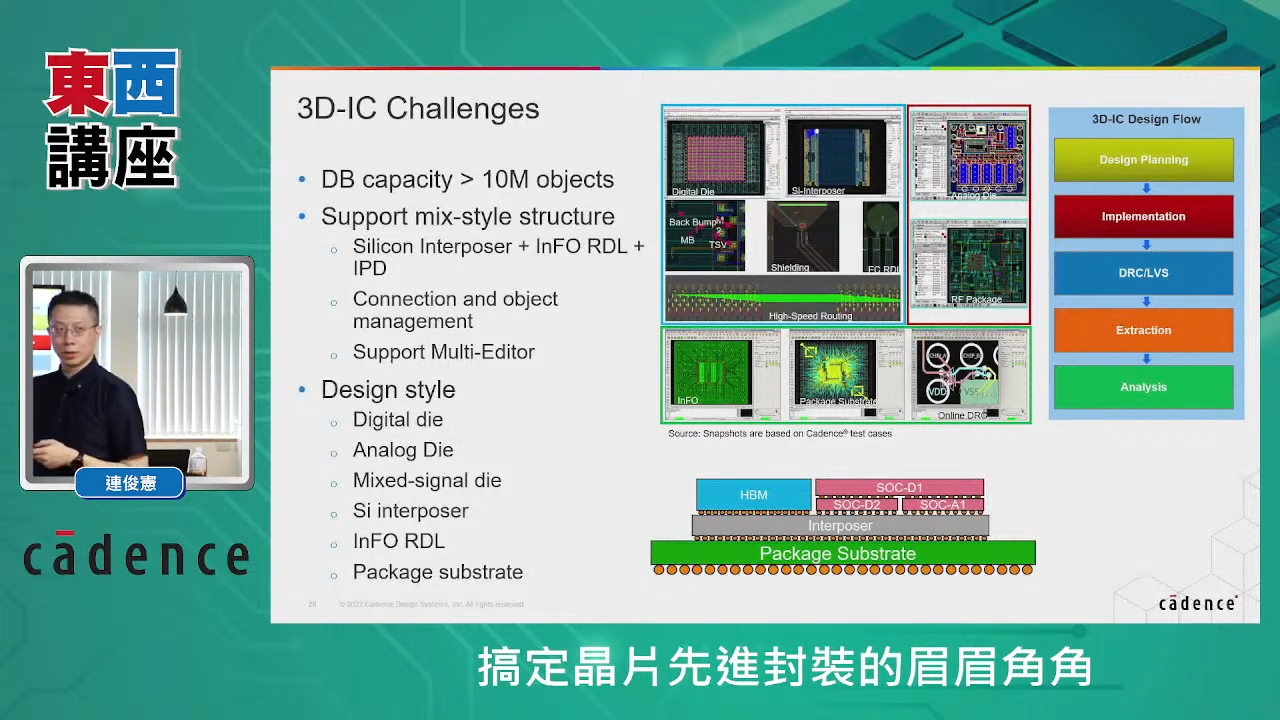 東西
講座
連俊憲
cādence
3D-IC Challenges
• DB capacity > 10M objects
• Support mix-style structure
o Silicon Interposer + InFO RDL +
IPD
o Connection and object
management
o Support Multi-Editor
• Design style
o Digital die
o Analog Die
o Mixed-signal die
o Si interposer
o InFO RDL
o Package substrate
Digital Die
Si-Interposer
Analog Die
Back Bump
MB
TSV
Shielding
FC RDL
RF Package
High-Speed Routing
InFO
Package Substrate
CHIP_A
CHIP_B
VDD
VSS
Online DRC
Source: Snapshots are based on Cadence® test cases
3D-IC Design Flow
Design Planning
Implementation
DRC/LVS
Extraction
Analysis
HBM
SOC-D1
SOC-D2
SOC-A1
Interposer
Package Substrate
© 2022 Cadence Design Systems, Inc. All rights reserved.
cādence®
搞定晶片先進封裝的眉眉角角